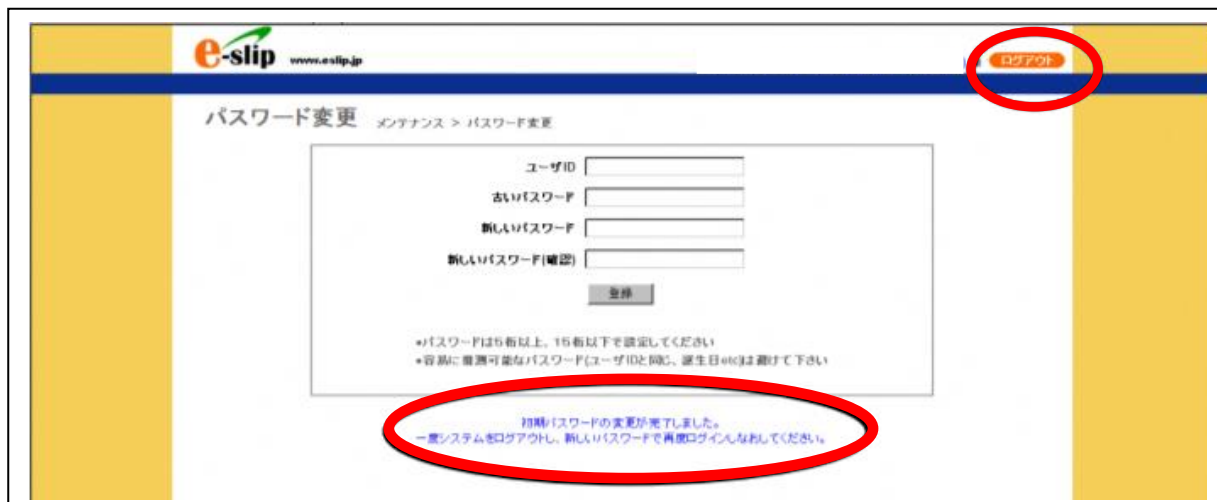 e-slip www.eslip.jp
ログアウト
パスワード変更 メンテナンス > パスワード変更
ユーザID
古いパスワード
新しいパスワード
新しいパスワード(確認)
登録
*パスワードは5桁以上、15桁以下で設定してください
*容易に推測可能なパスワード(ユーザIDと同じ、誕生日etc)は避けて下さい
初期パスワードの変更が完了しました。
一度システムをログアウトし、新しいパスワードで再度ログインしなおしてください。